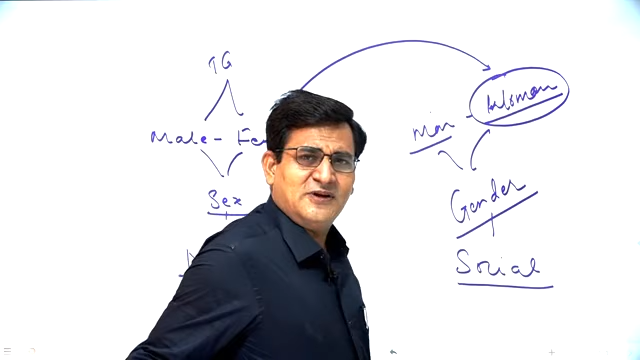 TG
Male - Fe
Sex
Man - Woman
Gender
Social